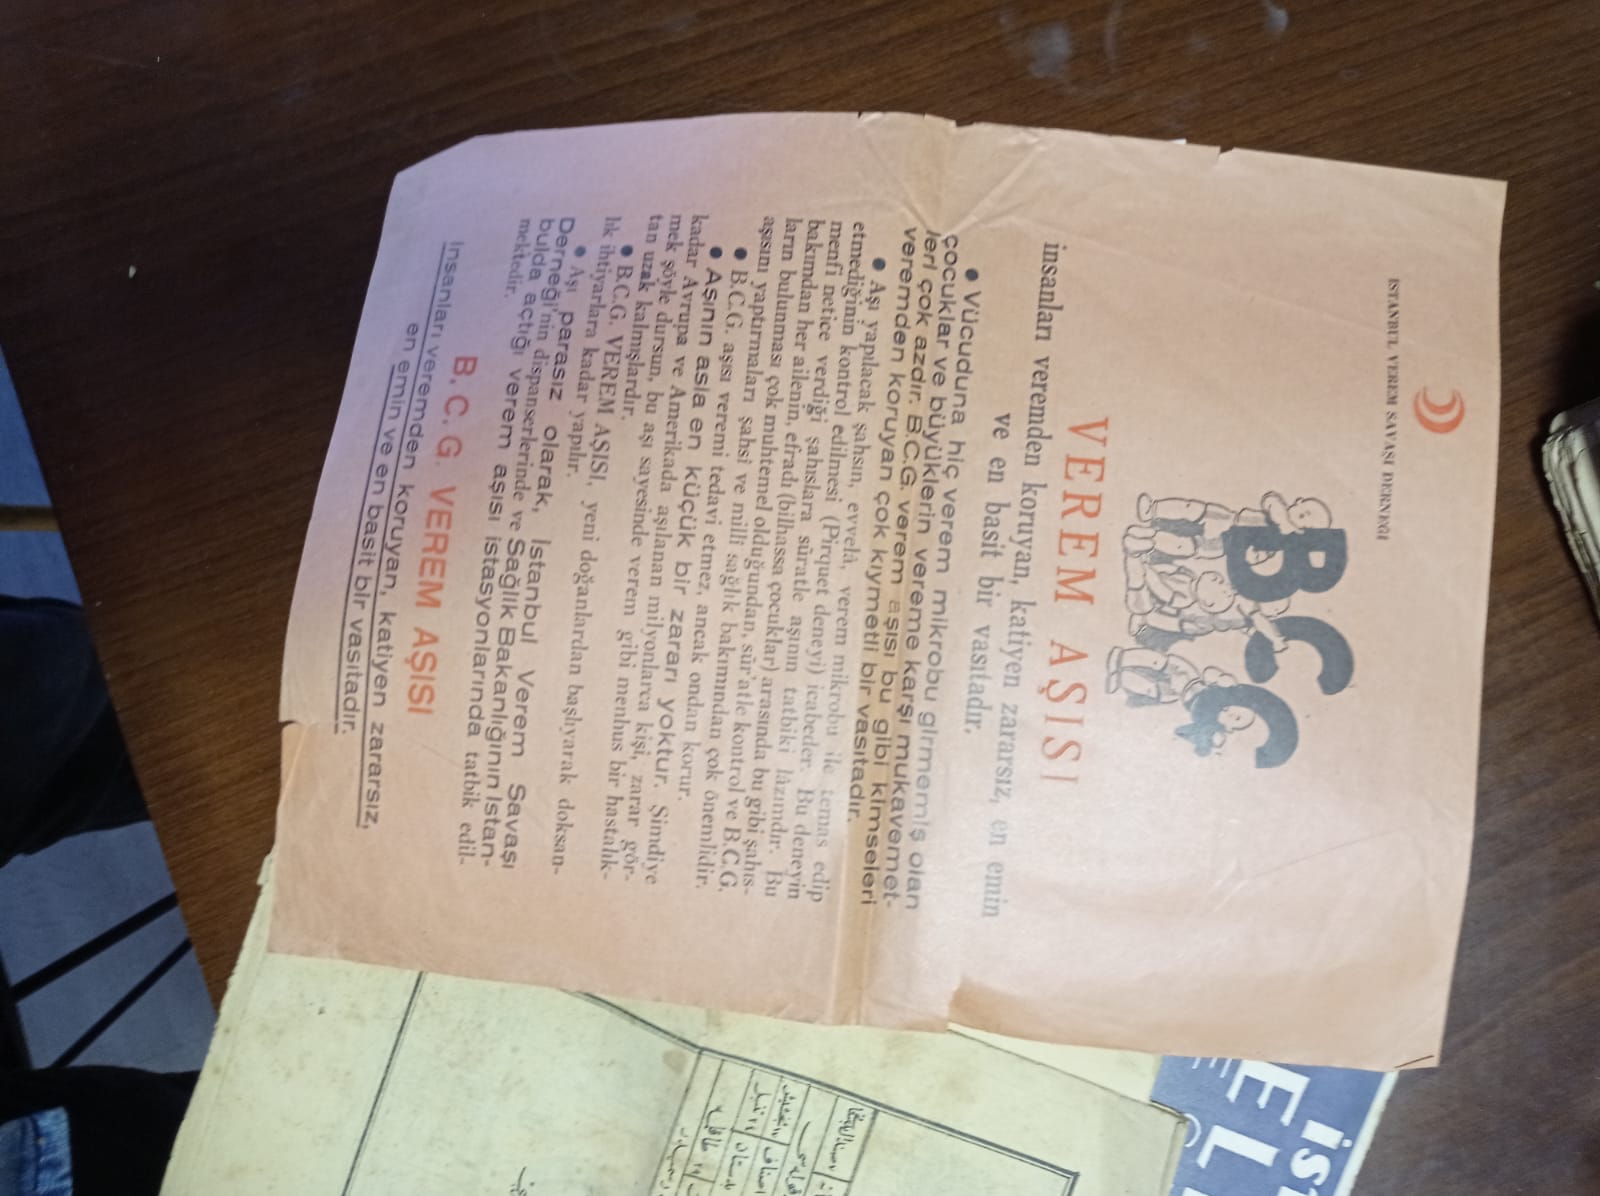 İSTANBUL VEREM SAVAŞI DERNEĞİ
BCG
VEREM AŞISI
insanları veremden koruyan, katiyen zararsız, en emin
ve en basit bir vasıtadır.
● Vücuduna hiç verem mikrobu girmemiş olan
çocuklar ve büyüklerin vereme karşı mukavemet-
leri çok azdır. B.C.G. verem aşısı bu gibi kimseleri
veremden koruyan çok kıymetli bir vasıtadır.
● Aşı yapılacak şahsın, evvelâ, verem mikrobu ile temas edip
etmediğinin kontrol edilmesi (Pirquet deneyi) icabeder. Bu deneyin
menfi netice verdiği şahıslara süratle aşının tatbiki lâzımdır. Bu
bakımdan her ailenin, efradı (bilhassa çocuklar) arasında bu gibi şahıs-
ların bulunması çok muhtemel olduğundan, sür'atle kontrol ve B.C.G.
aşısını yaptırmaları şahsi ve milli sağlık bakımından çok önemlidir.
● B.C.G. aşısı veremi tedavi etmez, ancak ondan korur.
● Aşının asla en küçük bir zararı yoktur. Şimdiye
kadar Avrupa ve Amerikada aşılanan milyonlarca kişi, zarar gör-
mek şöyle dursun, bu aşı sayesinde verem gibi menhus bir hastalık-
tan uzak kalmışlardır.
● B.C.G. VEREM AŞISI, yeni doğanlardan başlıyarak doksan-
lık ihtiyarlara kadar yapılır.
● Aşı parasız olarak, İstanbul Verem Savaşı
Derneği'nin dispanserlerinde ve Sağlık Bakanlığının İstan-
bulda açtığı verem aşısı istasyonlarında tatbik edil-
mektedir.
B. C. G. VEREM AŞISI
İnsanları veremden koruyan, katiyen zararsız,
en emin ve en basit bir vasıtadır.
İST
ELE